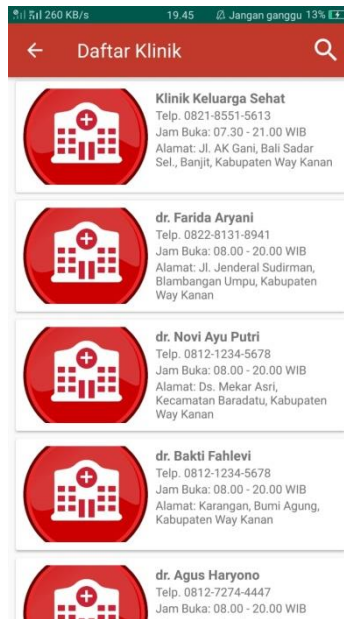 260 KB/s 19.45 Jangan ganggu 13%
Daftar Klinik
Klinik Keluarga Sehat
Telp. 0821-8551-5613
Jam Buka: 07.30 - 21.00 WIB
Alamat: Jl. AK Gani, Bali Sadar
Sel., Banjit, Kabupaten Way Kanan
dr. Farida Aryani
Telp. 0822-8131-8941
Jam Buka: 08.00 - 20.00 WIB
Alamat: Jl. Jenderal Sudirman,
Blambangan Umpu, Kabupaten
Way Kanan
dr. Novi Ayu Putri
Telp. 0812-1234-5678
Jam Buka: 08.00 - 20.00 WIB
Alamat: Ds. Mekar Asri,
Kecamatan Baradatu, Kabupaten
Way Kanan
dr. Bakti Fahlevi
Telp. 0812-1234-5678
Jam Buka: 08.00 - 20.00 WIB
Alamat: Karangan, Bumi Agung,
Kabupaten Way Kanan
dr. Agus Haryono
Telp. 0812-7274-4447
Jam Buka: 08.00 - 20.00 WIB